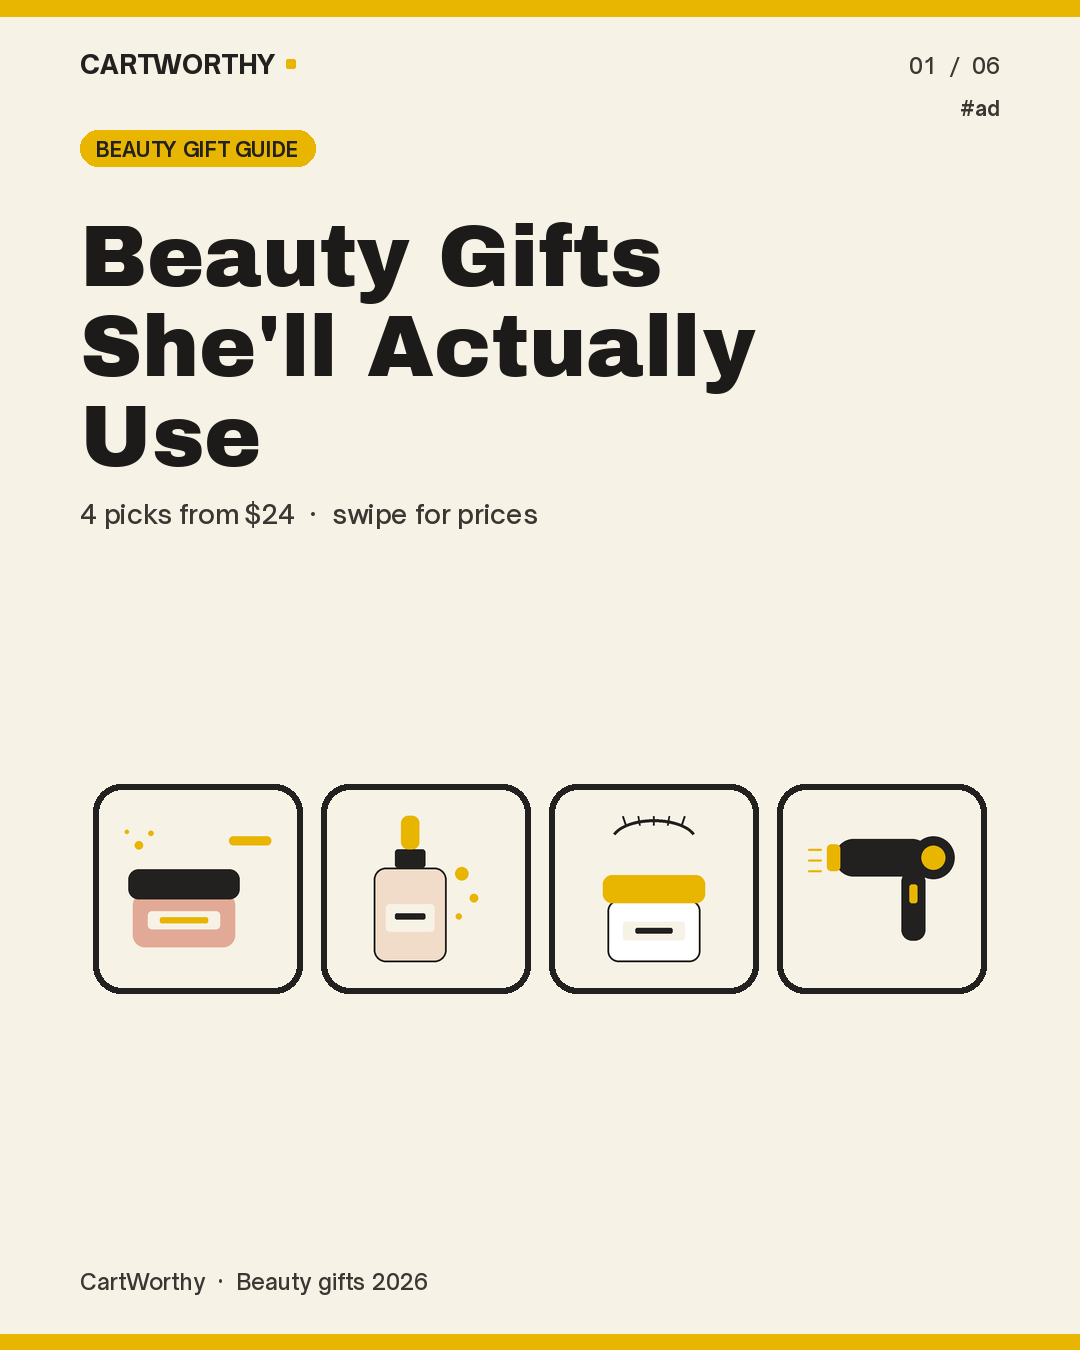 CARTWORTHY
01 / 06
#ad
BEAUTY GIFT GUIDE
Beauty Gifts
She'll Actually
Use
4 picks from $24 · swipe for prices
CartWorthy · Beauty gifts 2026